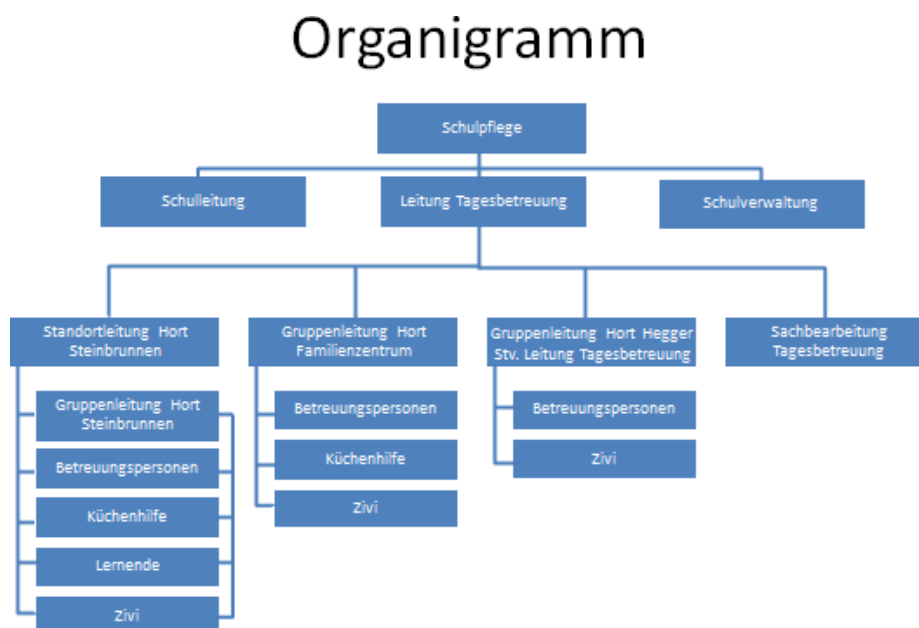 Organigramm
Schulpflege
Schulleitung
Leitung Tagesbetreuung
Schulverwaltung
Standortleitung Hort
Steinbrunnen
Gruppenleitung Hort
Familienzentrum
Gruppenleitung Hort Hegger
Stv. Leitung Tagesbetreuung
Sachbearbeitung
Tagesbetreuung
Gruppenleitung Hort
Steinbrunnen
Betreuungspersonen
Küchenhilfe
Lernende
Zivi
Betreuungspersonen
Küchenhilfe
Zivi
Betreuungspersonen
Zivi